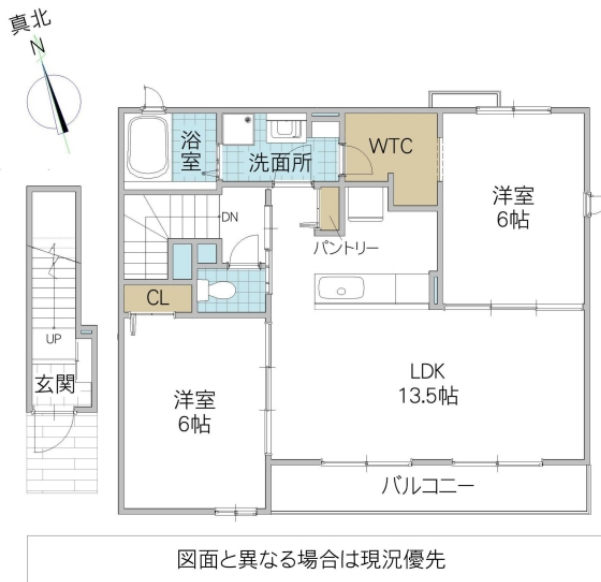 真北
N
浴
室
洗面所
WTC
洋室
6帖
DN
パントリー
CL
UP
玄関
洋室
6帖
LDK
13.5帖
バルコニー
図面と異なる場合は現況優先